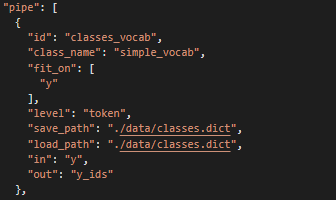 "pipe": [
{
"id": "classes_vocab",
"class_name": "simple_vocab",
"fit_on": [
"y"
],
"level": "token",
"save_path": "./data/classes.dict",
"load_path": "./data/classes.dict",
"in": "y",
"out": "y_ids"
},